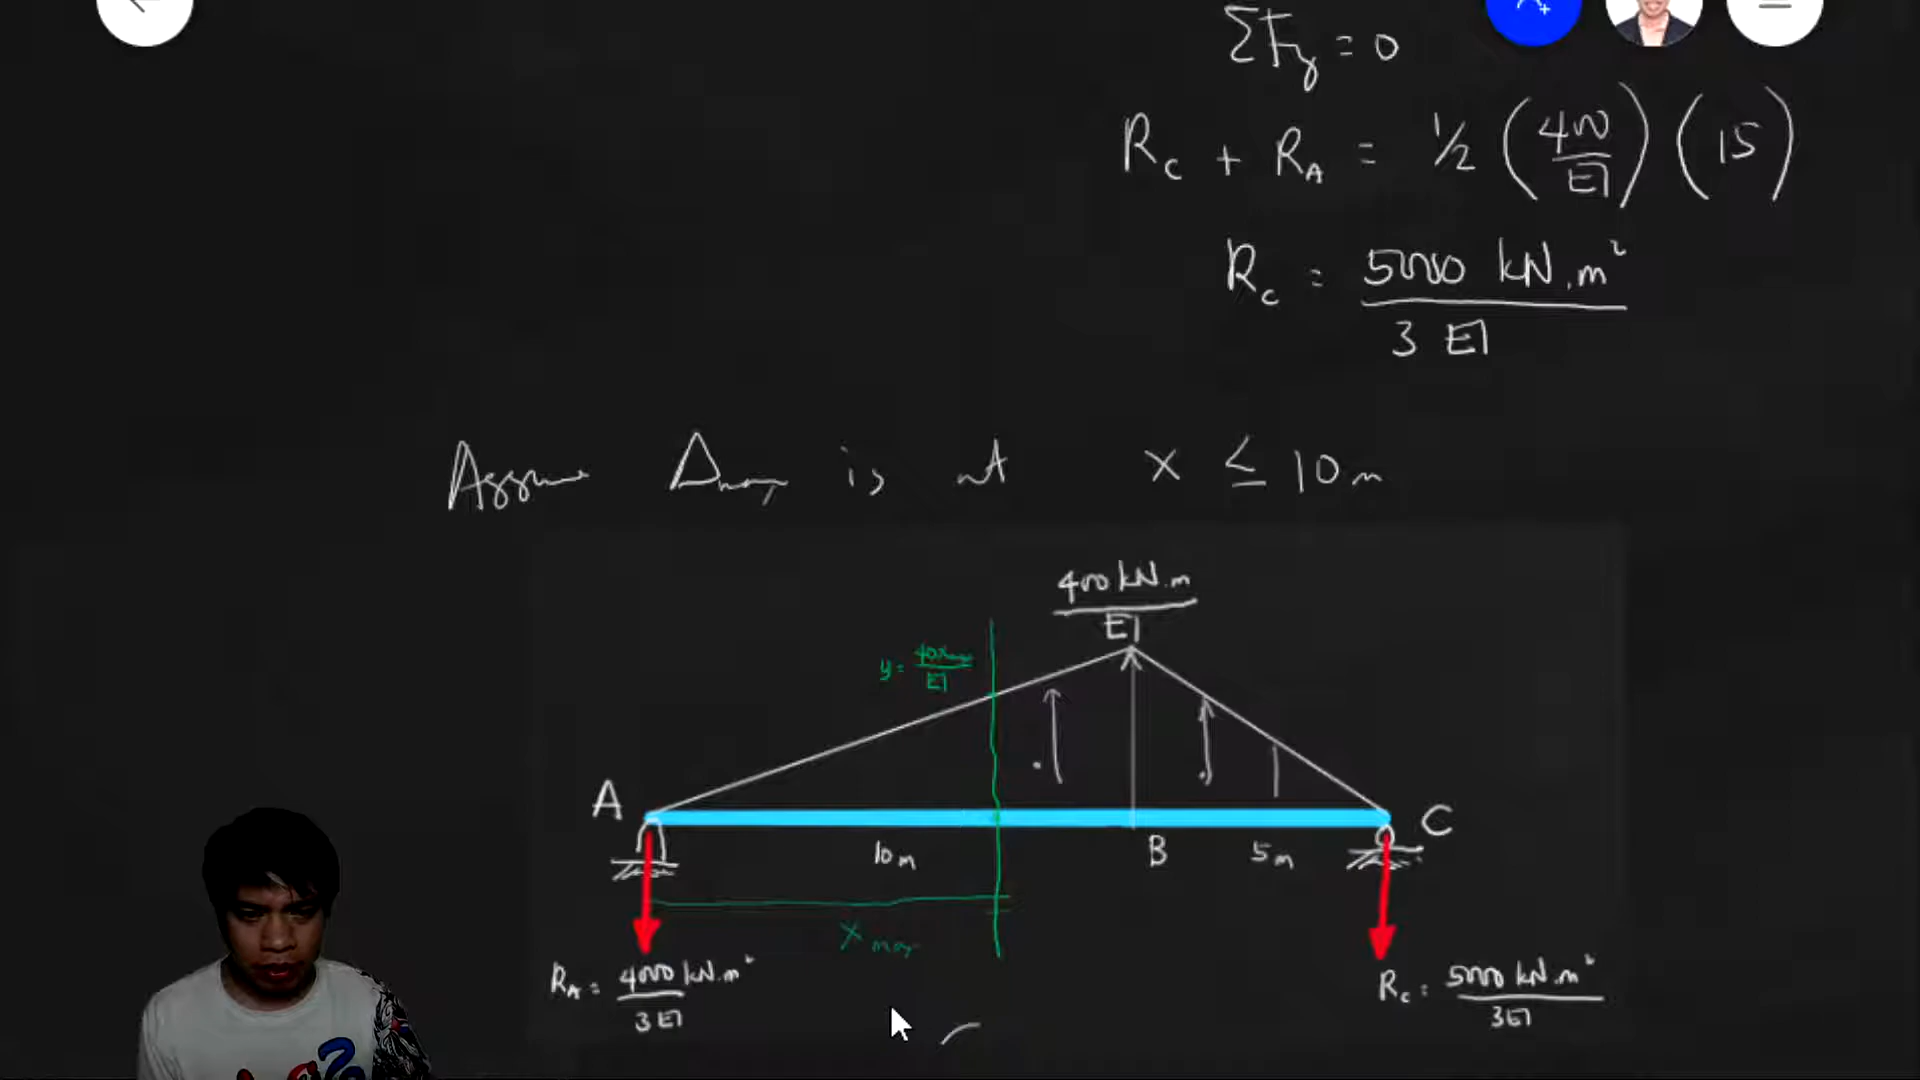 ΣFy = 0
Rc + RA = 1/2 (400/EI) (15)
Rc = 5000 kN.m² / 3 EI
Assume Δmax is at x ≤ 10 m
400 kN.m / EI
y = 40xmax / EI
A
C
10m
B
5m
xmax
RA = 4000 kN.m² / 3EI
Rc = 5000 kN.m² / 3EI